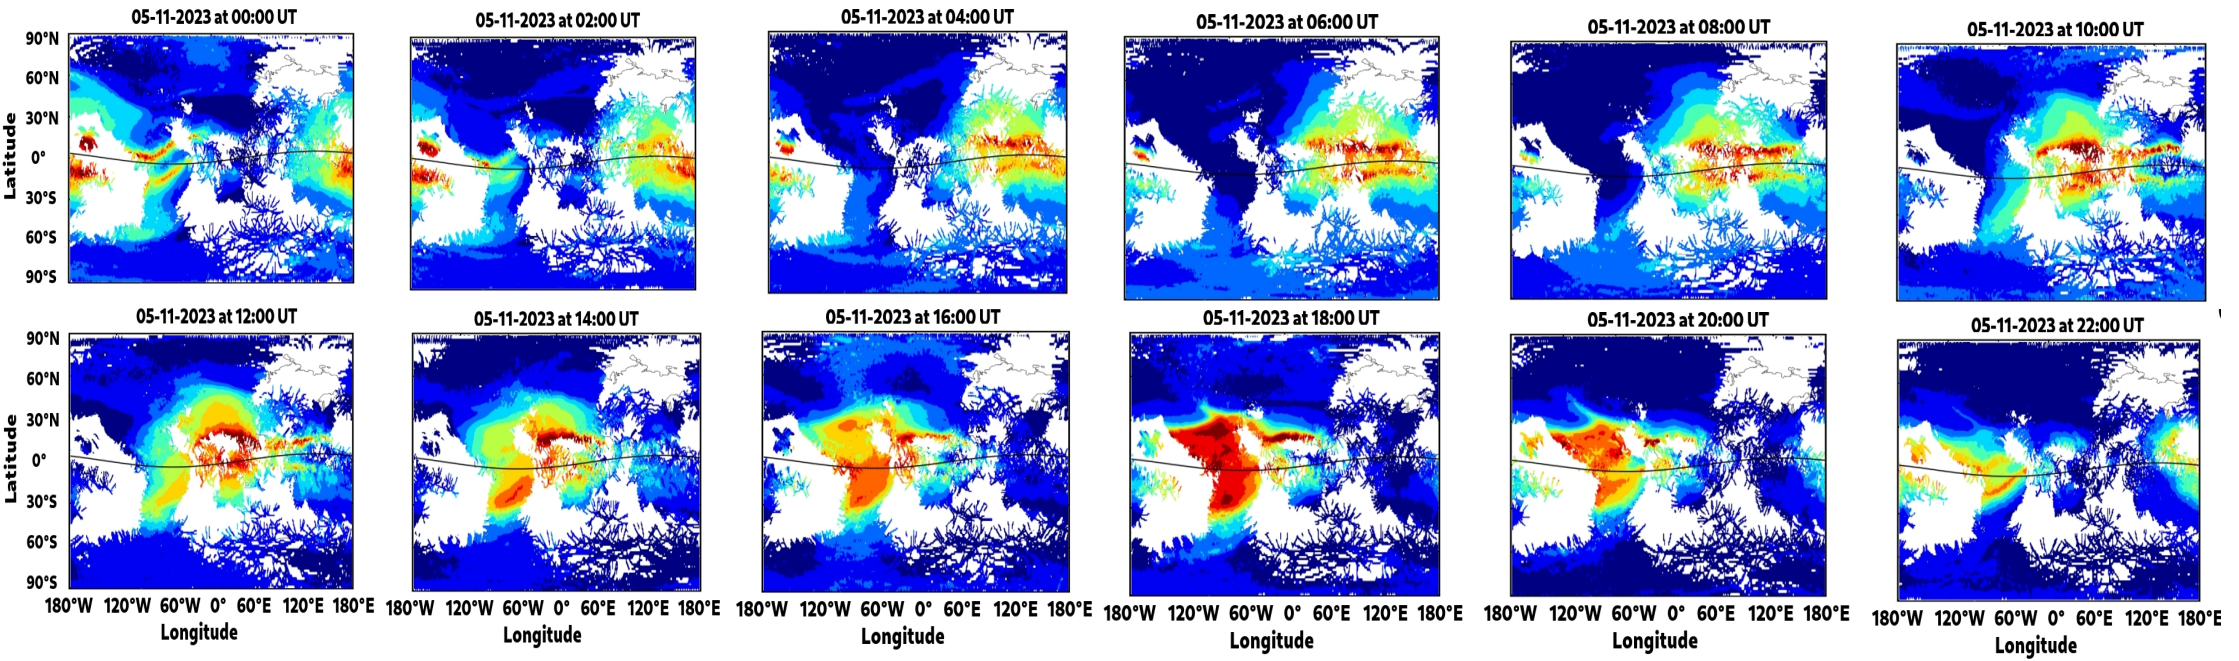 05-11-2023 at 00:00 UT
05-11-2023 at 02:00 UT
05-11-2023 at 04:00 UT
05-11-2023 at 06:00 UT
05-11-2023 at 08:00 UT
05-11-2023 at 10:00 UT
90°N
60°N
30°N
0°
30°S
60°S
90°S
Latitude
05-11-2023 at 12:00 UT
05-11-2023 at 14:00 UT
05-11-2023 at 16:00 UT
05-11-2023 at 18:00 UT
05-11-2023 at 20:00 UT
05-11-2023 at 22:00 UT
90°N
60°N
30°N
0°
30°S
60°S
90°S
Latitude
180°W 120°W 60°W 0° 60°E 120°E 180°E
180°W 120°W 60°W 0° 60°E 120°E 180°E
180°W 120°W 60°W 0° 60°E 120°E 180°E
180°W 120°W 60°W 0° 60°E 120°E 180°E
180°W 120°W 60°W 0° 60°E 120°E 180°E
180°W 120°W 60°W 0° 60°E 120°E 180°E
Longitude
Longitude
Longitude
Longitude
Longitude
Longitude